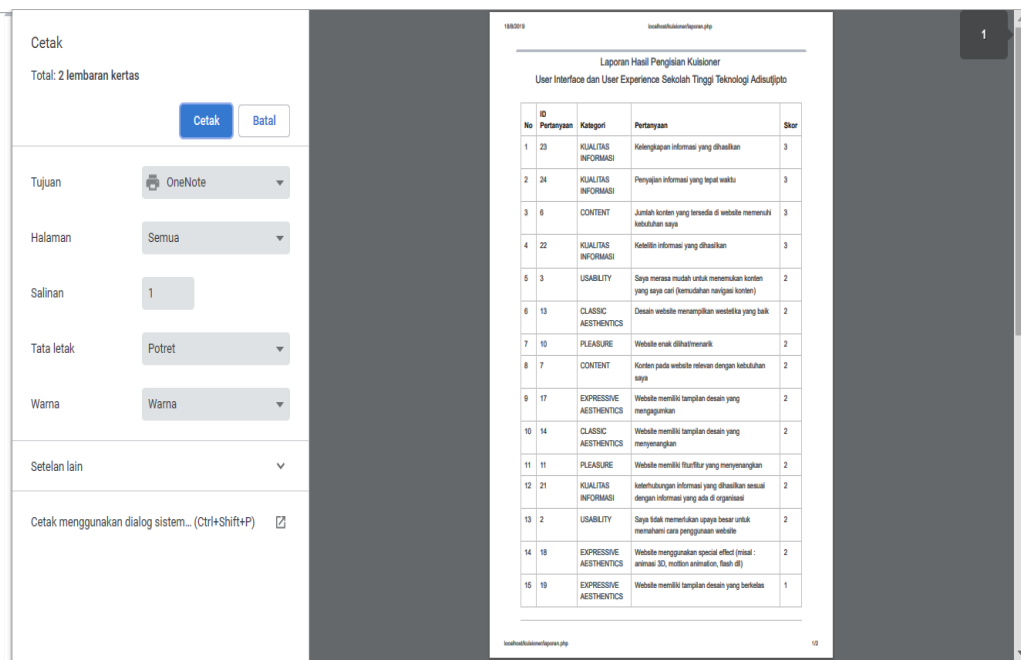 Cetak
Total: 2 lembaran kertas
Cetak
Batal
Tujuan
OneNote
Halaman
Semua
Salinan
1
Tata letak
Potret
Warna
Warna
Setelan lain
Cetak menggunakan dialog sistem... (Ctrl+Shift+P)
1
18/8/2019
localhost/kuisioner/laporan.php
Laporan Hasil Pengisian Kuisioner
User Interface dan User Experience Sekolah Tinggi Teknologi Adisutjipto
No ID Pertanyaan Kategori Pertanyaan Skor
1 23 KUALITAS INFORMASI Kelengkapan informasi yang dihasilkan 3
2 24 KUALITAS INFORMASI Penyajian informasi yang tepat waktu 3
3 6 CONTENT Jumlah konten yang tersedia di website memenuhi kebutuhan saya 3
4 22 KUALITAS INFORMASI Ketelitin informasi yang dihasilkan 3
5 3 USABILITY Saya merasa mudah untuk menemukan konten yang saya cari (kemudahan navigasi konten) 2
6 13 CLASSIC AESTHENTICS Desain website menampilkan westetika yang baik 2
7 10 PLEASURE Website enak dilihat/menarik 2
8 7 CONTENT Konten pada website relevan dengan kebutuhan saya 2
9 17 EXPRESSIVE AESTHENTICS Website memiliki tampilan desain yang mengagumkan 2
10 14 CLASSIC AESTHENTICS Website memiliki tampilan desain yang menyenangkan 2
11 11 PLEASURE Website memiliki fitur/fitur yang menyenangkan 2
12 21 KUALITAS INFORMASI keterhubungan informasi yang dihasilkan sesuai dengan informasi yang ada di organisasi 2
13 2 USABILITY Saya tidak memerlukan upaya besar untuk memahami cara penggunaan website 2
14 18 EXPRESSIVE AESTHENTICS Website menggunakan special effect (misal : animasi 3D, mottion animation, flash dll) 2
15 19 EXPRESSIVE AESTHENTICS Website memiliki tampilan desain yang berkelas 1
localhost/kuisioner/laporan.php
1/2